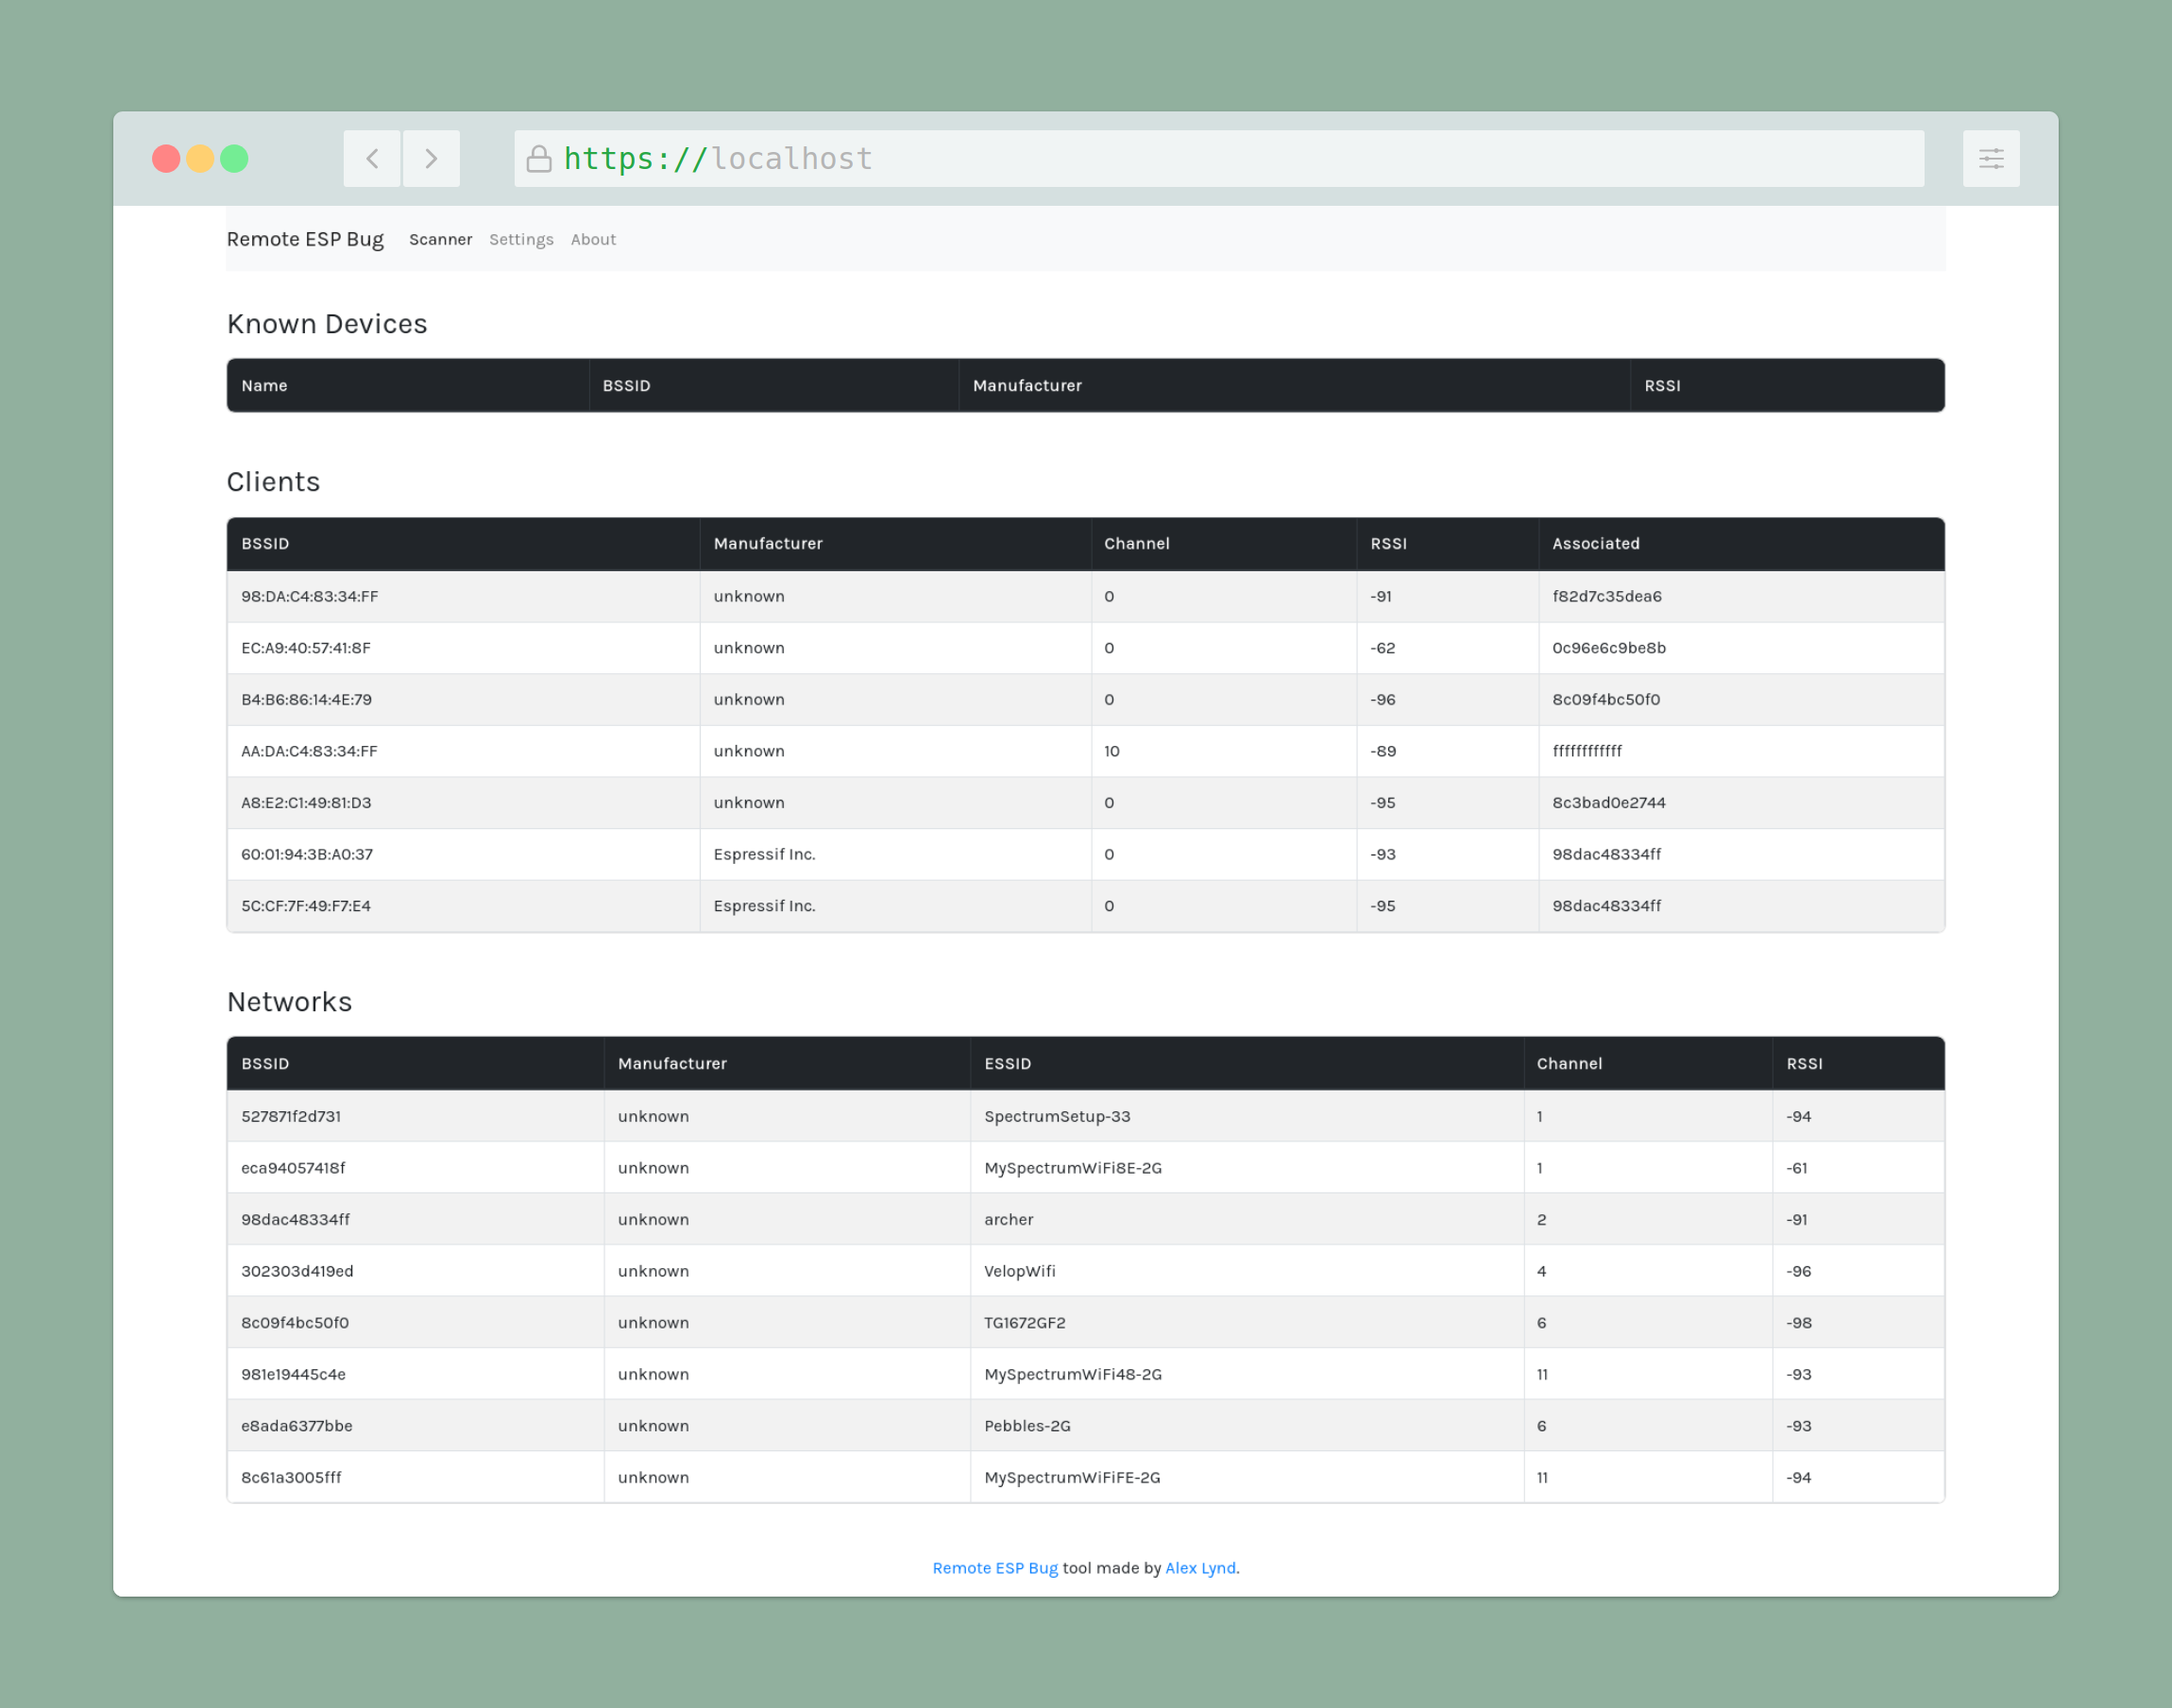 https://localhost
Remote ESP Bug Scanner Settings About
Known Devices
Name BSSID Manufacturer RSSI
Clients
BSSID Manufacturer Channel RSSI Associated
98:DA:C4:83:34:FF unknown 0 -91 f82d7c35dea6
EC:A9:40:57:41:8F unknown 0 -62 0c96e6c9be8b
B4:B6:86:14:4E:79 unknown 0 -96 8c09f4bc50f0
AA:DA:C4:83:34:FF unknown 10 -89 ffffffffffff
A8:E2:C1:49:81:D3 unknown 0 -95 8c3bad0e2744
60:01:94:3B:A0:37 Espressif Inc. 0 -93 98dac48334ff
5C:CF:7F:49:F7:E4 Espressif Inc. 0 -95 98dac48334ff
Networks
BSSID Manufacturer ESSID Channel RSSI
527871f2d731 unknown SpectrumSetup-33 1 -94
eca94057418f unknown MySpectrumWiFi8E-2G 1 -61
98dac48334ff unknown archer 2 -91
302303d419ed unknown VelopWifi 4 -96
8c09f4bc50f0 unknown TG1672GF2 6 -98
981e19445c4e unknown MySpectrumWiFi48-2G 11 -93
e8ada6377bbe unknown Pebbles-2G 6 -93
8c61a3005fff unknown MySpectrumWiFiFE-2G 11 -94
Remote ESP Bug tool made by Alex Lynd.